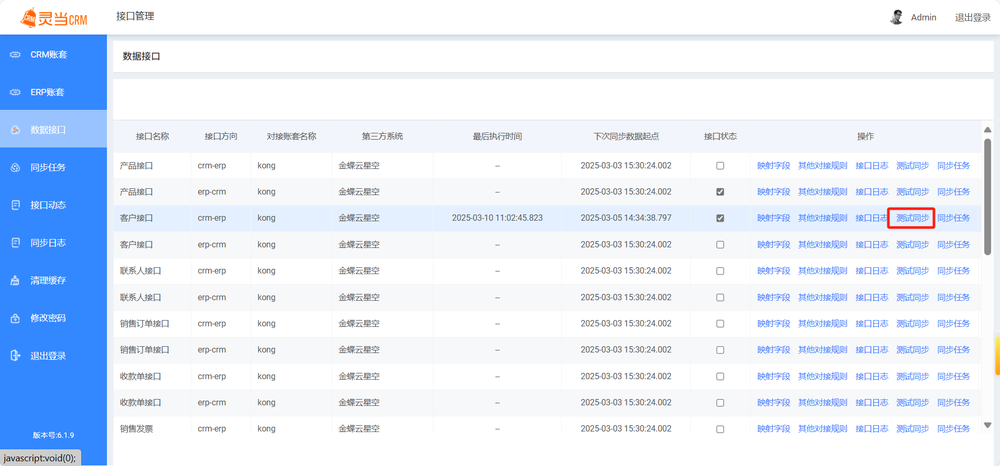 CRM灵当CRM
接口管理
Admin
退出登录
CRM账套
ERP账套
数据接口
同步任务
接口动态
同步日志
清理缓存
修改密码
退出登录
版本号:6.1.9
javascript:void(0);
数据接口
接口名称 接口方向 对接账套名称 第三方系统 最后执行时间 下次同步数据起点 接口状态 操作
产品接口 crm-erp kong 金蝶云星空 -- 2025-03-03 15:30:24.002 映射字段 其他对接规则 接口日志 测试同步 同步任务
产品接口 erp-crm kong 金蝶云星空 -- 2025-03-03 15:30:24.002 映射字段 其他对接规则 接口日志 测试同步 同步任务
客户接口 crm-erp kong 金蝶云星空 2025-03-10 11:02:45.823 2025-03-05 14:34:38.797 映射字段 其他对接规则 接口日志 测试同步 同步任务
客户接口 erp-crm kong 金蝶云星空 -- 2025-03-03 15:30:24.002 映射字段 其他对接规则 接口日志 测试同步 同步任务
联系人接口 crm-erp kong 金蝶云星空 -- 2025-03-03 15:30:24.002 映射字段 其他对接规则 接口日志 测试同步 同步任务
联系人接口 erp-crm kong 金蝶云星空 -- 2025-03-03 15:30:24.002 映射字段 其他对接规则 接口日志 测试同步 同步任务
销售订单接口 crm-erp kong 金蝶云星空 -- 2025-03-03 15:30:24.002 映射字段 其他对接规则 接口日志 测试同步 同步任务
销售订单接口 erp-crm kong 金蝶云星空 -- 2025-03-03 15:30:24.002 映射字段 其他对接规则 接口日志 测试同步 同步任务
收款单接口 crm-erp kong 金蝶云星空 -- 2025-03-03 15:30:24.002 映射字段 其他对接规则 接口日志 测试同步 同步任务
收款单接口 erp-crm kong 金蝶云星空 -- 2025-03-03 15:30:24.002 映射字段 其他对接规则 接口日志 测试同步 同步任务
销售发票 crm-erp kong 金蝶云星空 -- 2025-03-03 15:30:24.002 映射字段 其他对接规则 接口日志 测试同步 同步任务